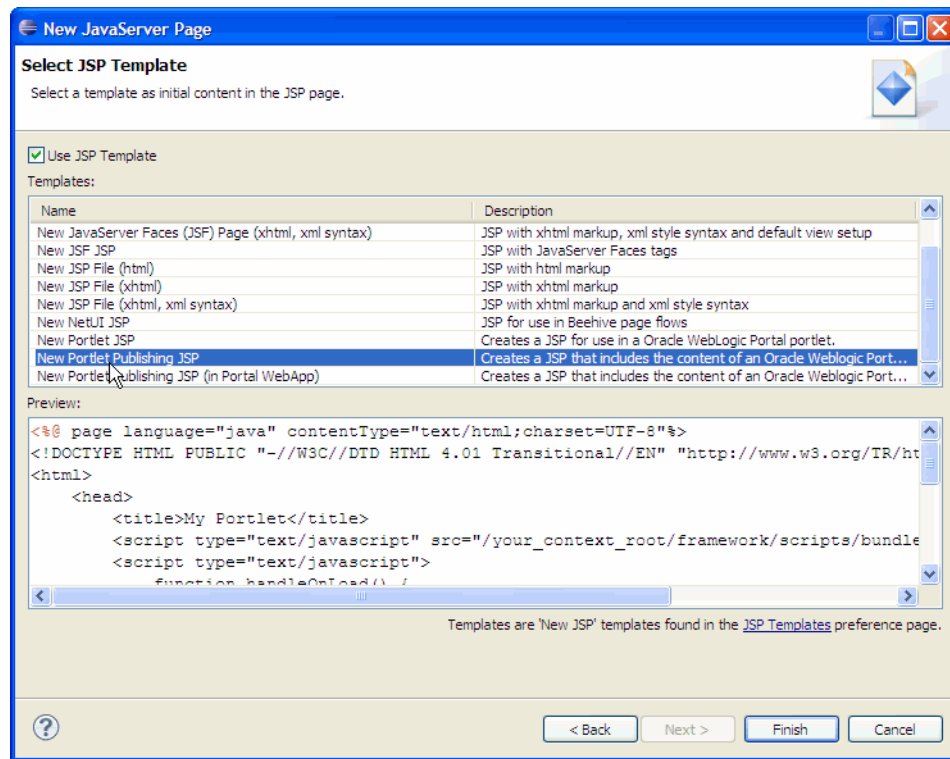 New JavaServer Page
Select JSP Template
Select a template as initial content in the JSP page.
Use JSP Template
Templates:
Name Description
New JavaServer Faces (JSF) Page (xhtml, xml syntax) JSP with xhtml markup, xml style syntax and default view setup
New JSF JSP JSP with JavaServer Faces tags
New JSP File (html) JSP with html markup
New JSP File (xhtml) JSP with xhtml markup
New JSP File (xhtml, xml syntax) JSP with xhtml markup and xml style syntax
New NetUI JSP JSP for use in Beehive page flows
New Portlet JSP Creates a JSP for use in a Oracle WebLogic Portal portlet.
New Portlet Publishing JSP Creates a JSP that includes the content of an Oracle Weblogic Port...
New Portlet Publishing JSP (in Portal WebApp) Creates a JSP that includes the content of an Oracle Weblogic Port...
Preview:
<%@ page language="java" contentType="text/html;charset=UTF-8"%>
<!DOCTYPE HTML PUBLIC "-//W3C//DTD HTML 4.01 Transitional//EN" "http://www.w3.org/TR/ht
<html>
<head>
<title>My Portlet</title>
<script type="text/javascript" src="/your_context_root/framework/scripts/bundle
<script type="text/javascript">
function handleOnLoad() {
Templates are 'New JSP' templates found in the JSP Templates preference page.
? < Back Next > Finish Cancel